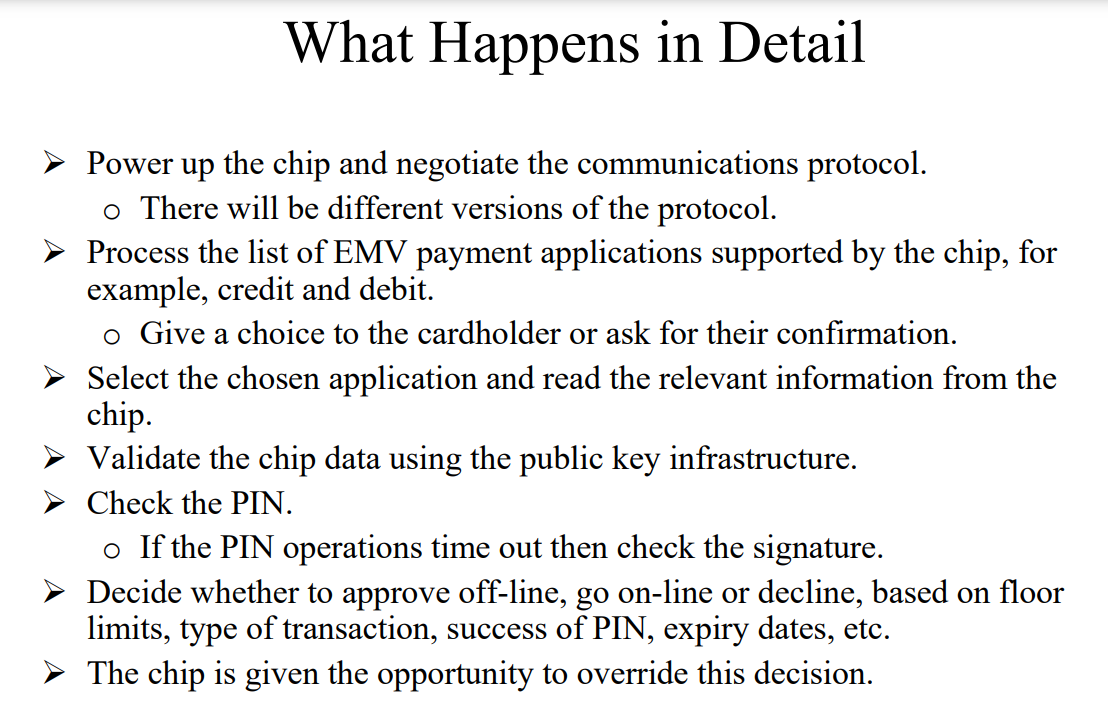 What Happens in Detail
➢ Power up the chip and negotiate the communications protocol.
o There will be different versions of the protocol.
➢ Process the list of EMV payment applications supported by the chip, for
example, credit and debit.
o Give a choice to the cardholder or ask for their confirmation.
➢ Select the chosen application and read the relevant information from the
chip.
➢ Validate the chip data using the public key infrastructure.
➢ Check the PIN.
o If the PIN operations time out then check the signature.
➢ Decide whether to approve off-line, go on-line or decline, based on floor
limits, type of transaction, success of PIN, expiry dates, etc.
➢ The chip is given the opportunity to override this decision.